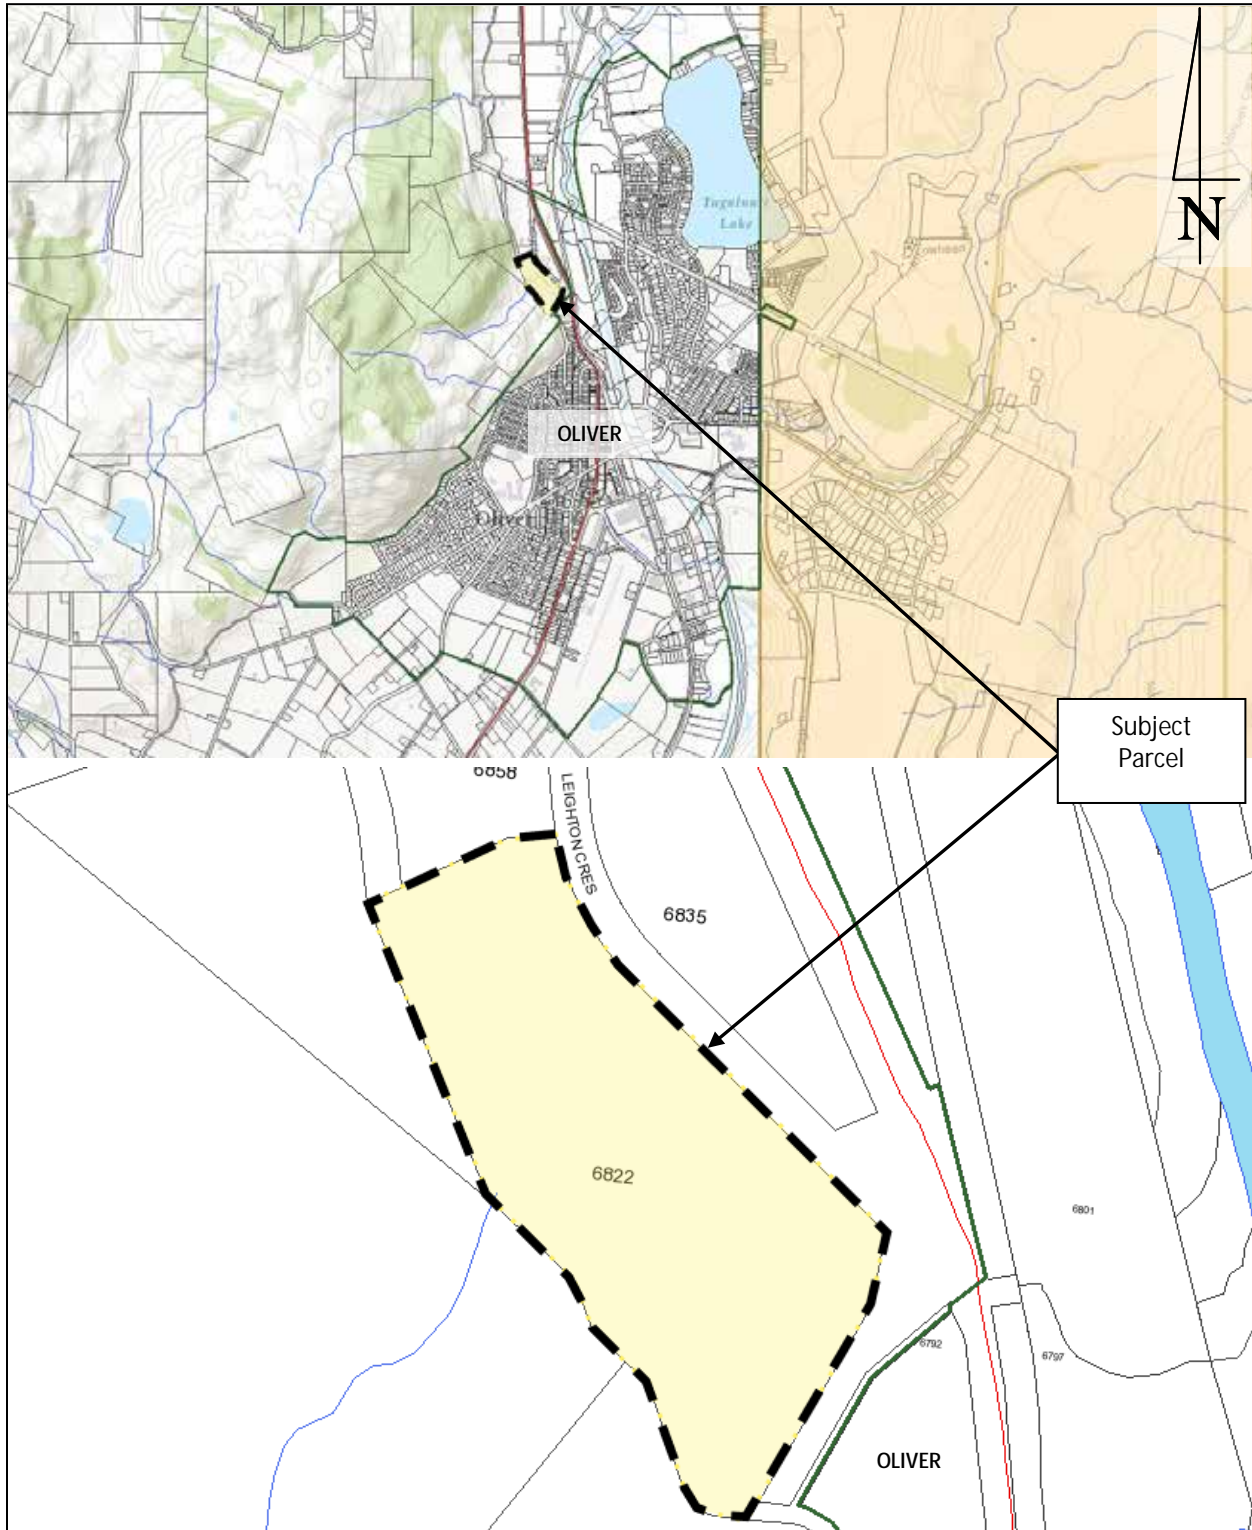 N
Tugulnuit
Lake
OLIVER
Oliver
Subject
Parcel
6858
LEIGHTON CRES
6835
6822
6801
6792
6797
OLIVER